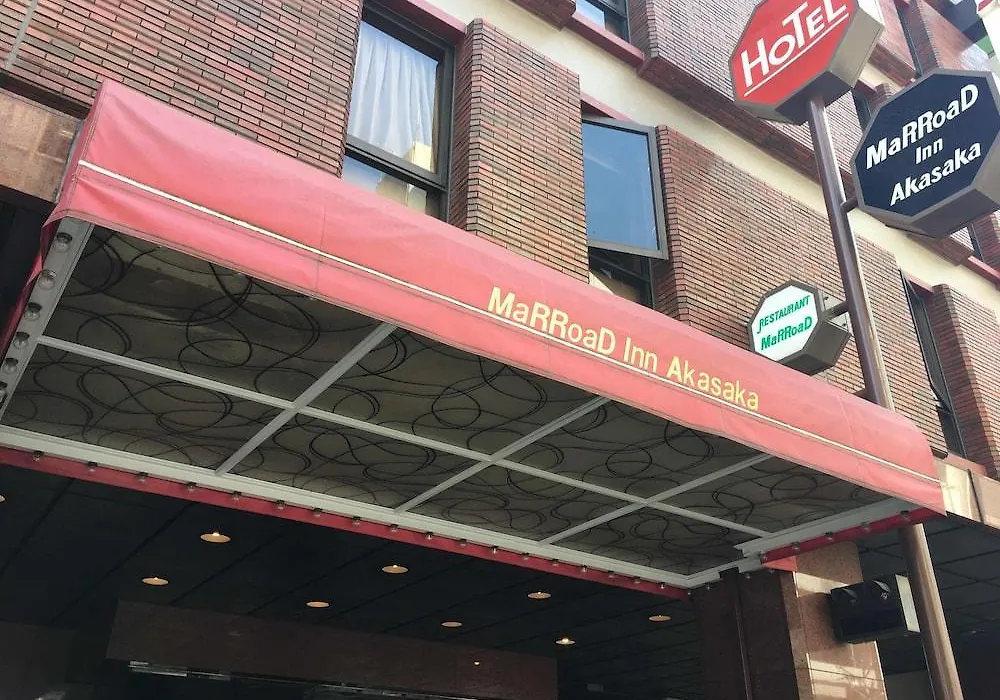 HoTEL
MaRRoaD
Inn
Akasaka
RESTAURANT
MaRRoaD
MaRRoaD Inn Akasaka